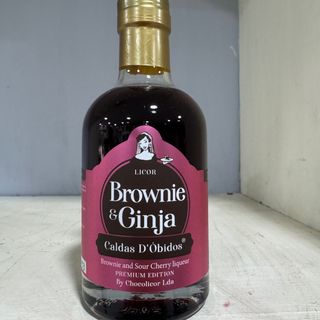 LICOR
Brownie
& Ginja
Caldas D'Óbidos®
Brownie and Sour Cherry liqueur
PREMIUM EDITION
By Chocolicor Lda